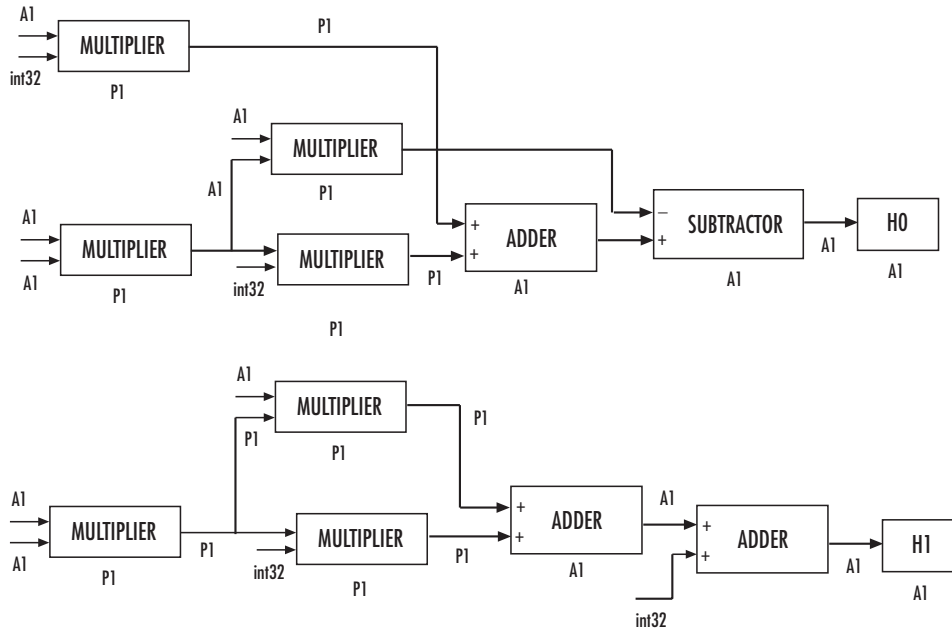 A1
P1
MULTIPLIER
int32
P1
A1
MULTIPLIER
A1
P1
A1
MULTIPLIER
A1
P1
MULTIPLIER
int32
P1
P1
+
+
ADDER
A1
−
+
SUBTRACTOR
A1
A1
H0
A1
A1
MULTIPLIER
P1
P1
P1
A1
MULTIPLIER
A1
P1
P1
MULTIPLIER
int32
P1
P1
+
+
ADDER
A1
A1
+
+
ADDER
int32
A1
A1
H1
A1